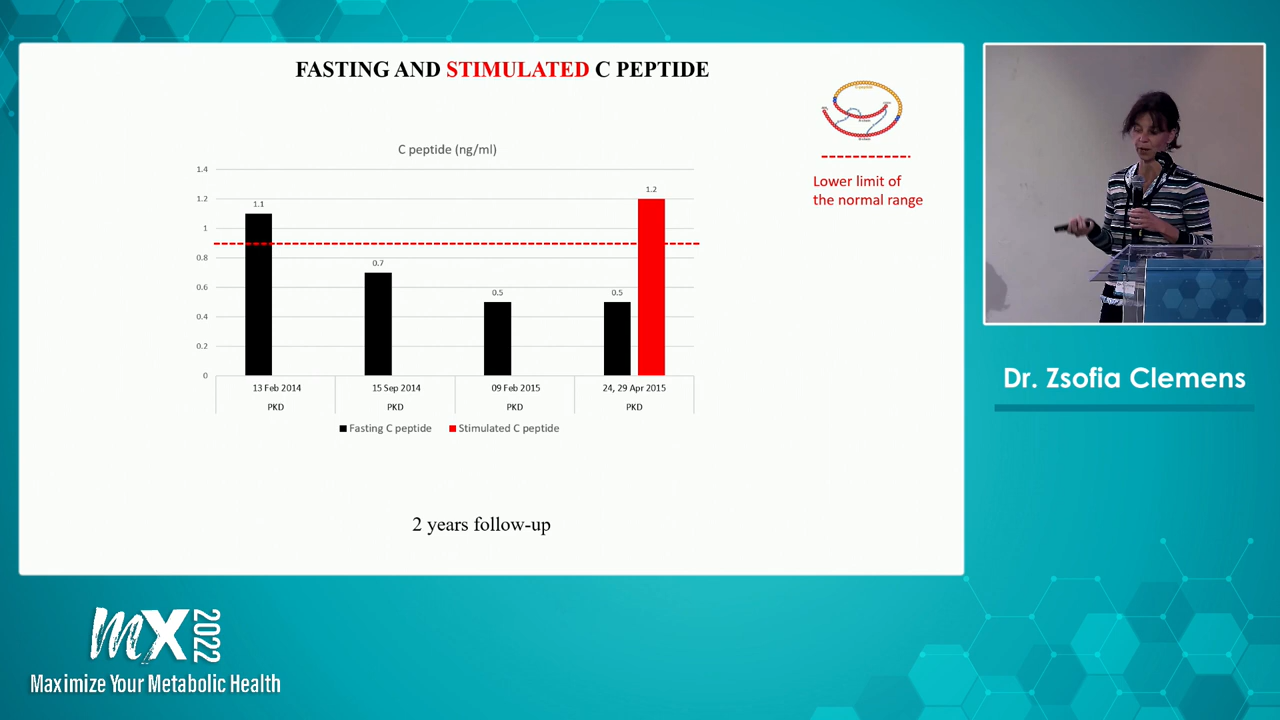 FASTING AND STIMULATED C PEPTIDE
C peptide (ng/ml)
1.4
1.2
1
0.8
0.6
0.4
0.2
0
1.1
0.7
0.5
0.5
1.2
13 Feb 2014
15 Sep 2014
09 Feb 2015
24, 29 Apr 2015
PKD
PKD
PKD
PKD
Fasting C peptide
Stimulated C peptide
2 years follow-up
C peptide
Lower limit of
the normal range
Dr. Zsofia Clemens
mx 2022
Maximize Your Metabolic Health